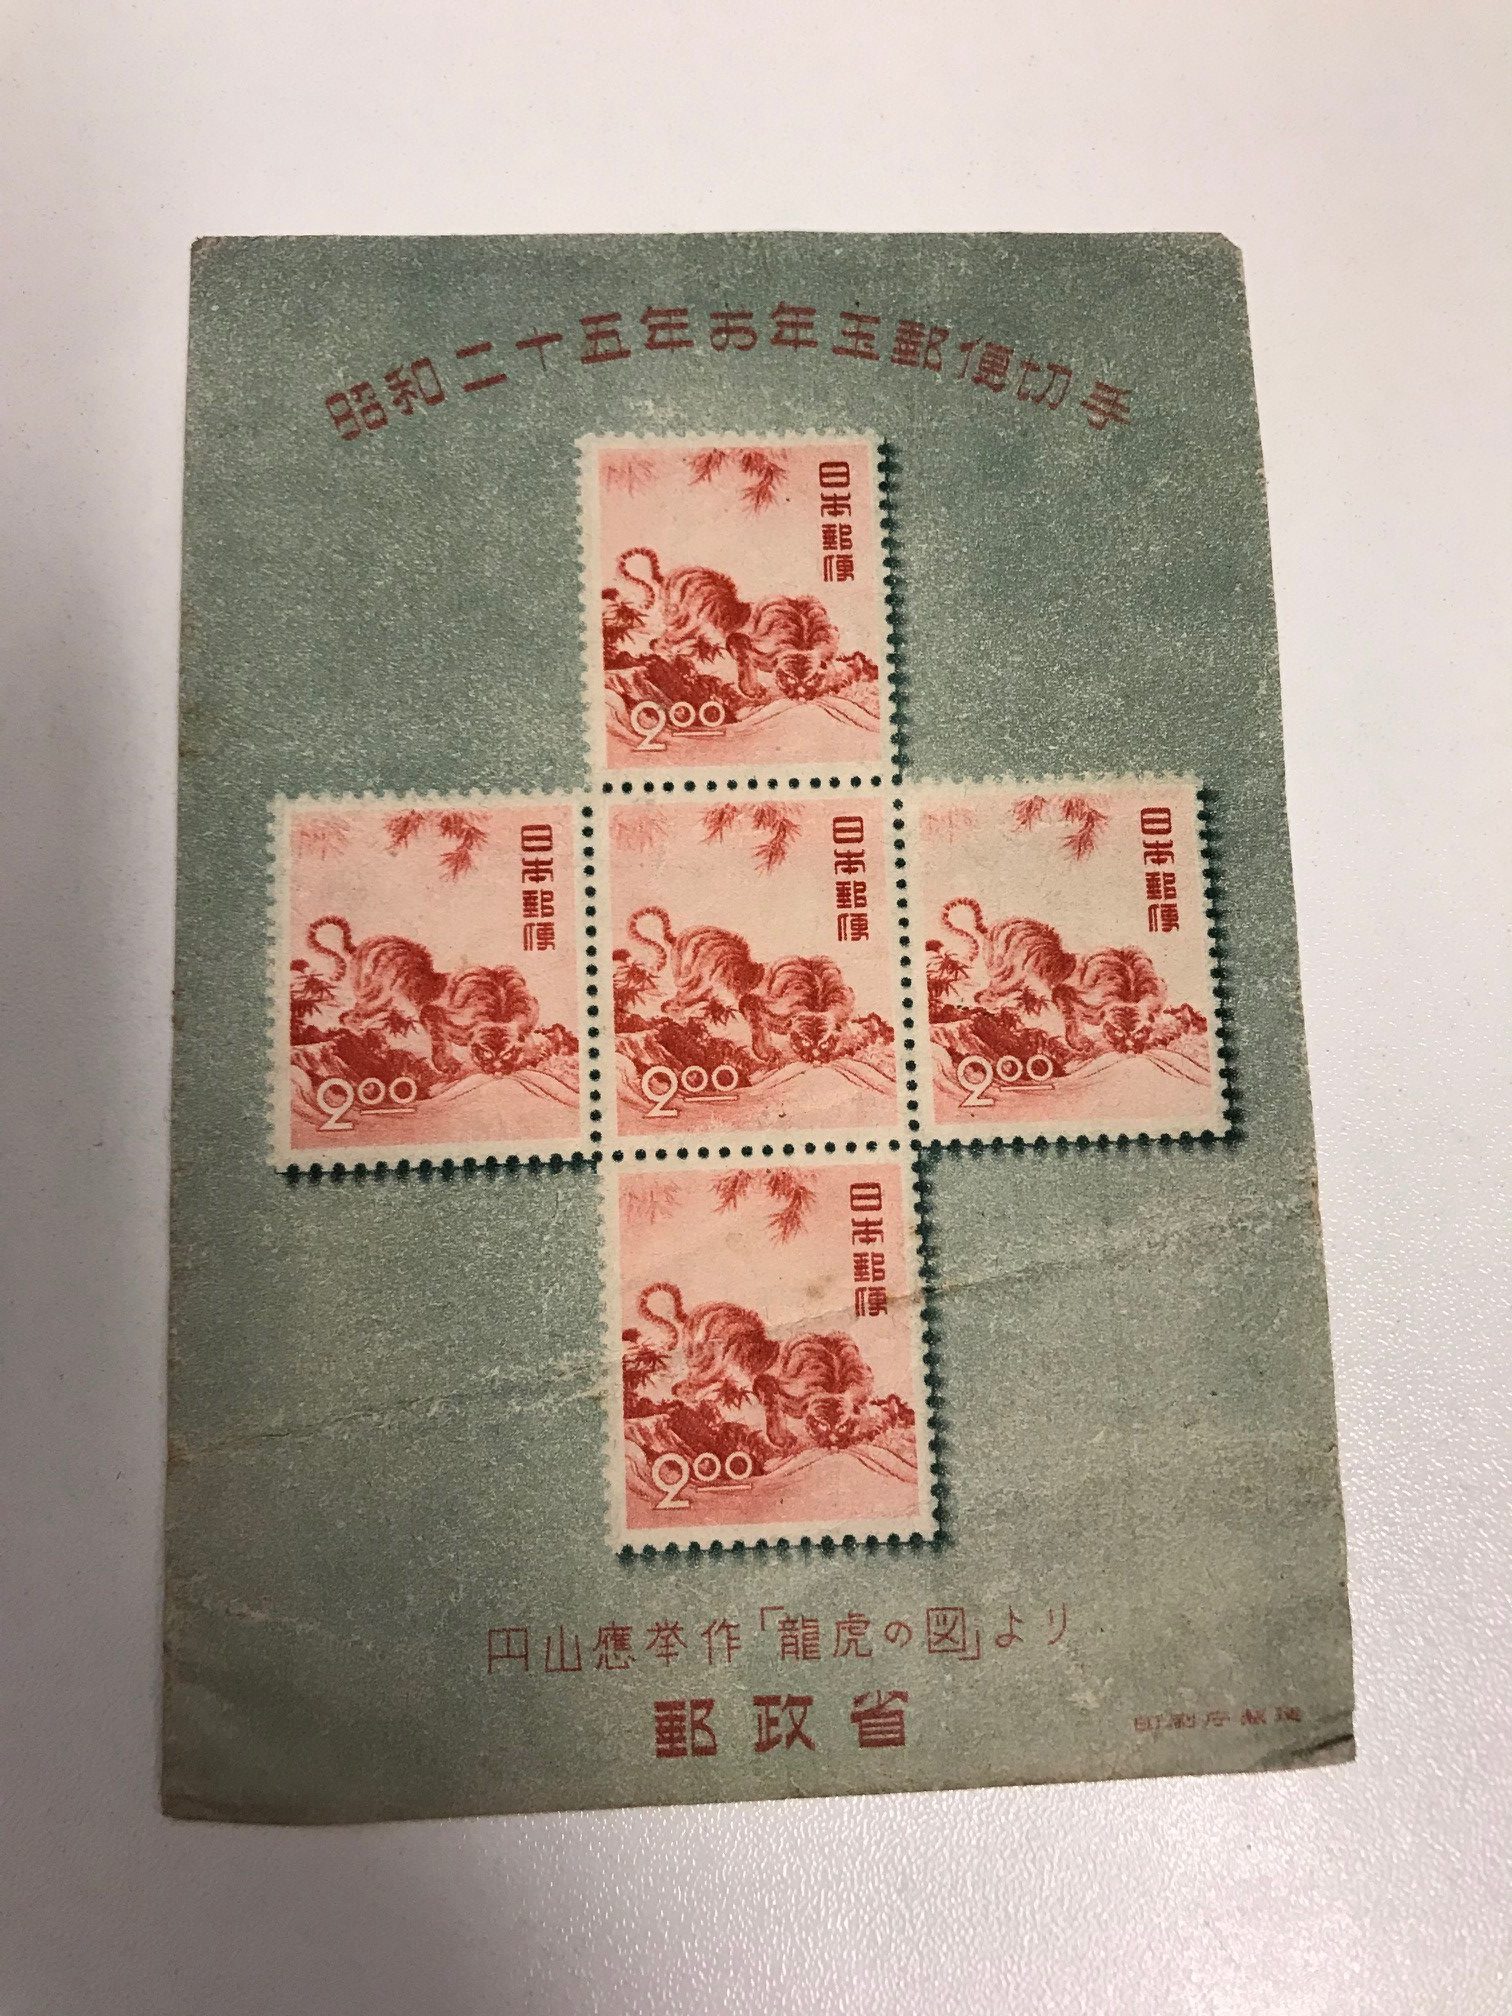 昭和二十五年お年玉郵便切手
日本郵便
2.00
日本郵便
2.00
日本郵便
2.00
日本郵便
2.00
日本郵便
2.00
円山應挙作「龍虎の図」より
郵政省
印刷庁製造